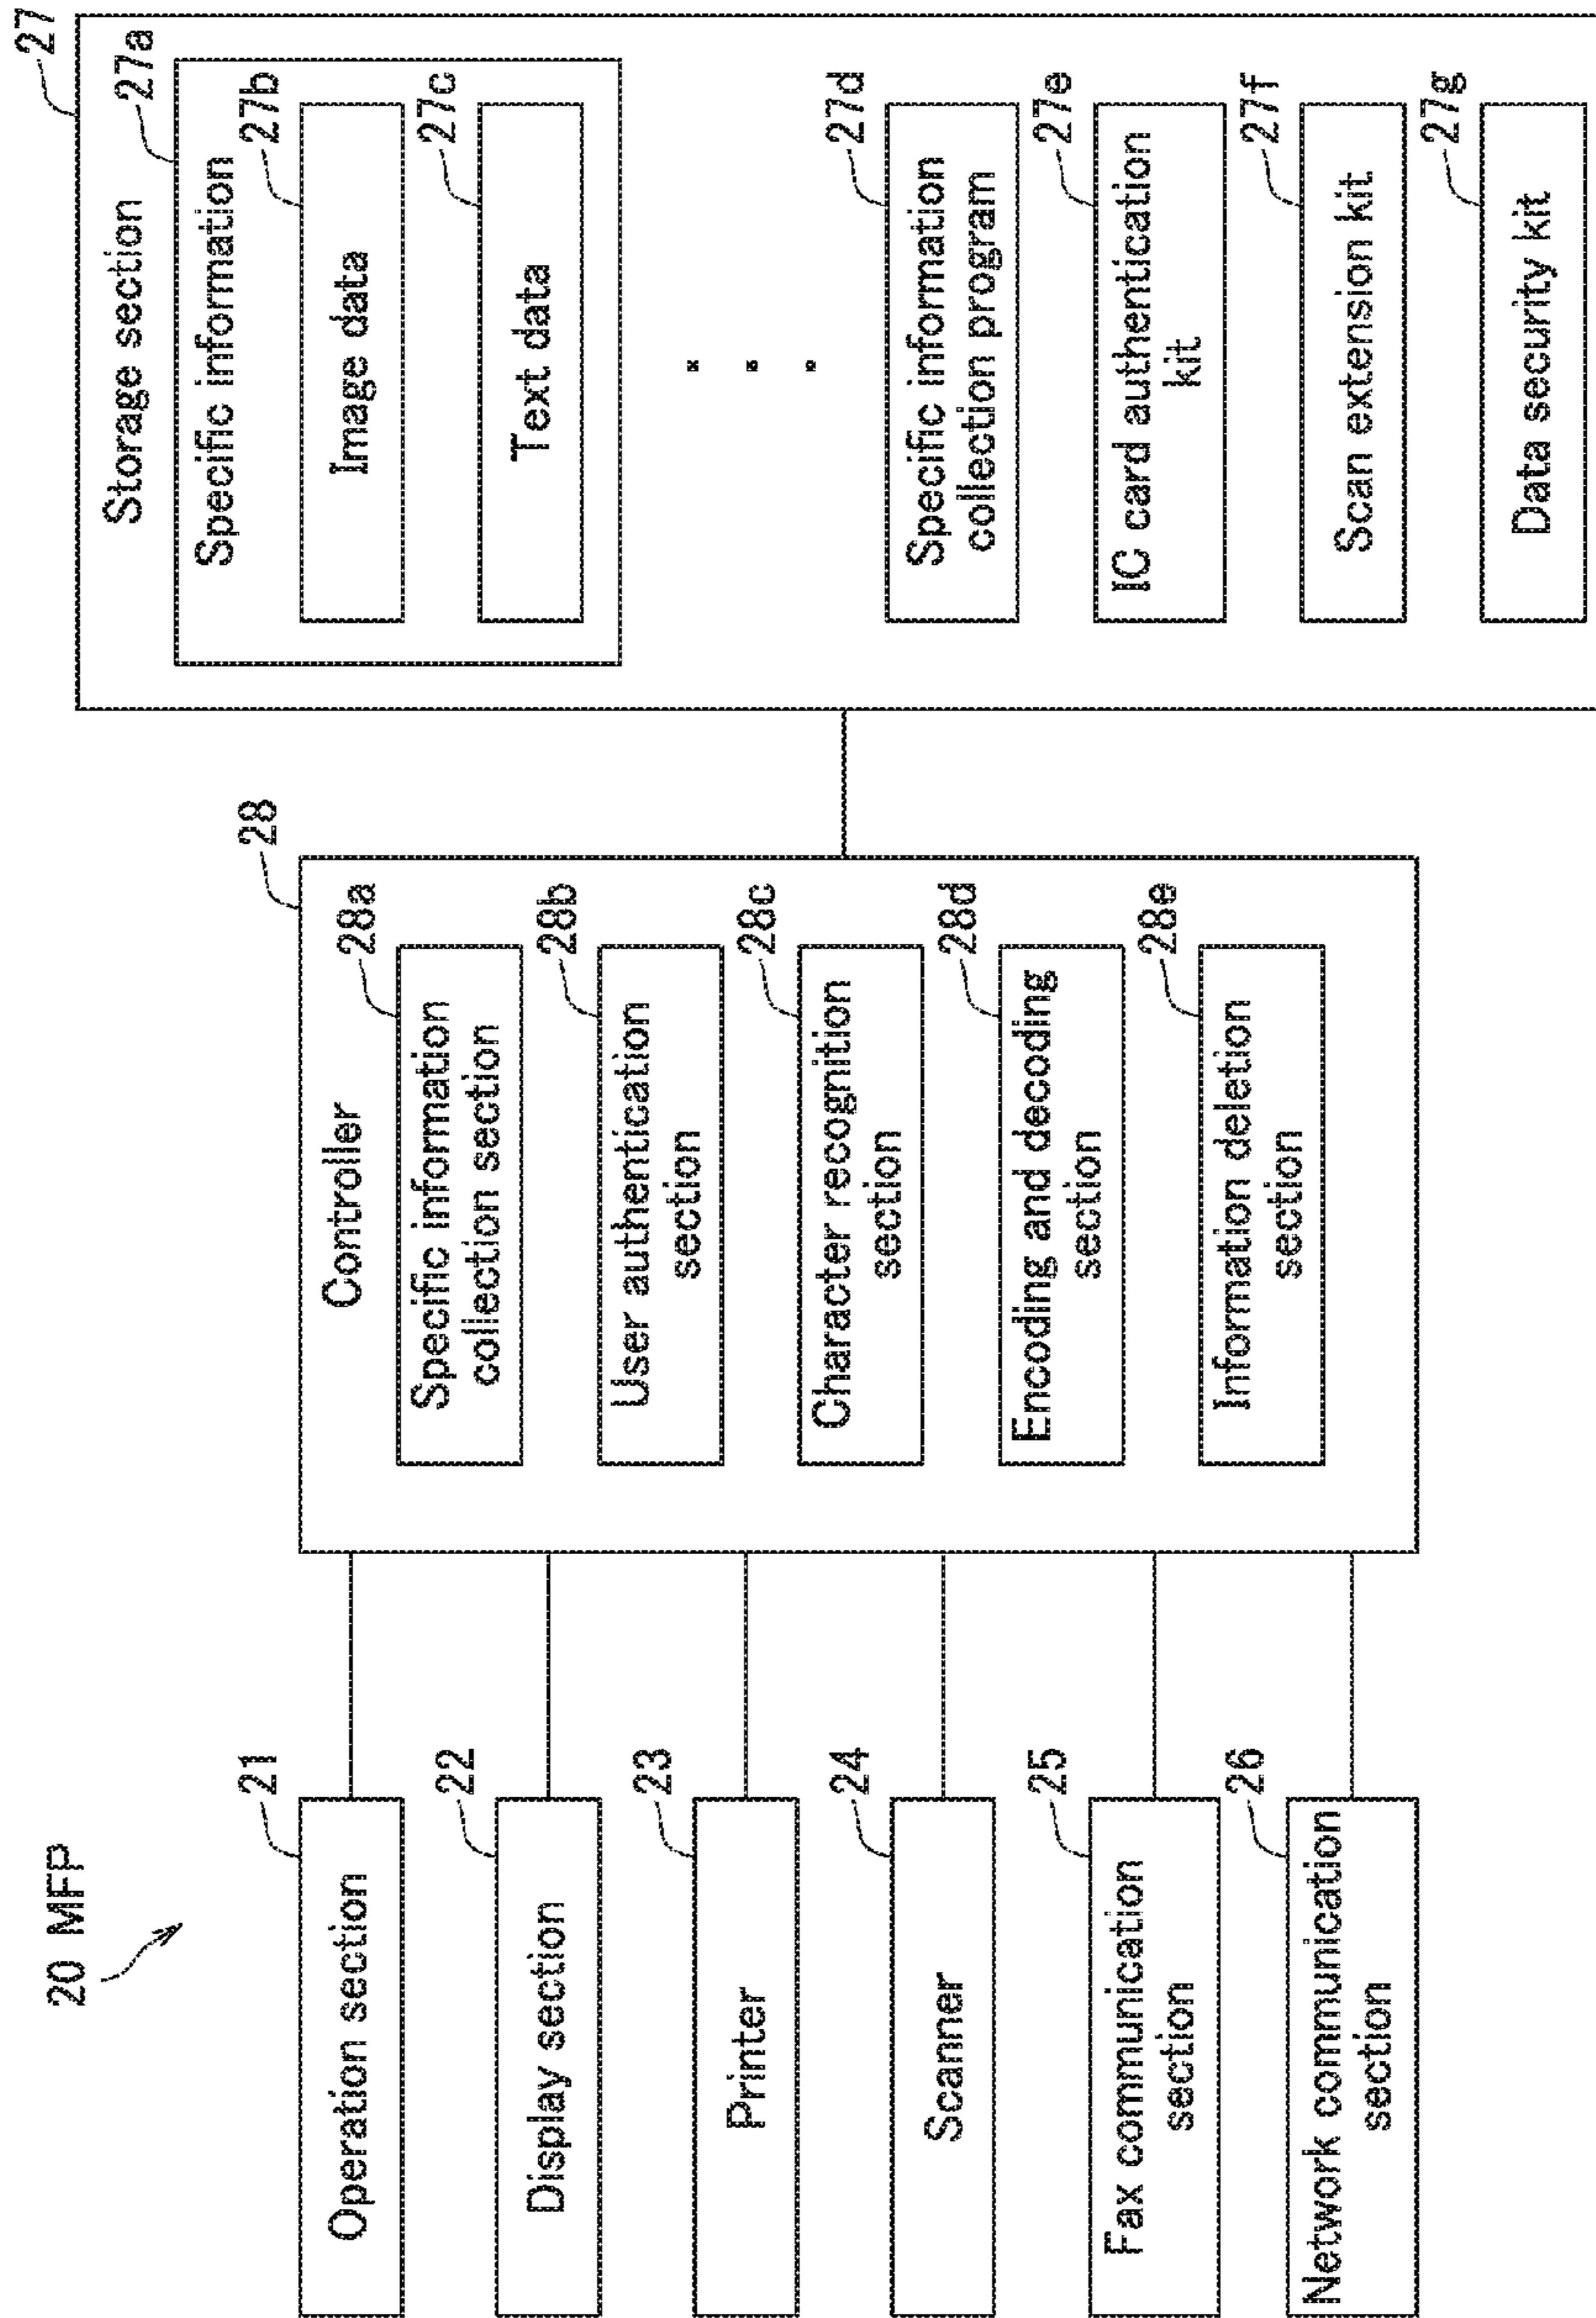 20 MFP
21
Operation section
22
Display section
23
Printer
24
Scanner
25
Fax communication
section
26
Network communication
section
28
Controller
28a
Specific information
collection section
28b
User authentication
section
28c
Character recognition
section
28d
Encoding and decoding
section
28e
Information deletion
section
27
Storage section
27a
Specific information
27b
Image data
27c
Text data
. . .
27d
Specific information
collection program
27e
IC card authentication
kit
27f
Scan extension kit
27g
Data security kit